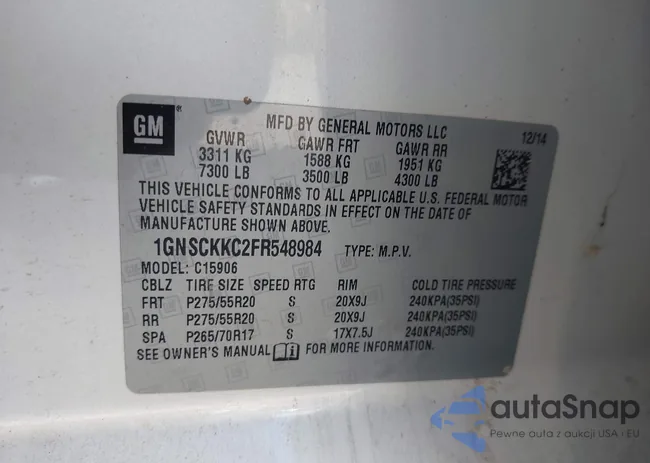 GM®
MFD BY GENERAL MOTORS LLC 12/14
GVWR GAWR FRT GAWR RR
3311 KG 1588 KG 1951 KG
7300 LB 3500 LB 4300 LB
THIS VEHICLE CONFORMS TO ALL APPLICABLE U.S. FEDERAL MOTOR
VEHICLE SAFETY STANDARDS IN EFFECT ON THE DATE OF
MANUFACTURE SHOWN ABOVE.
1GNSCKKC2FR548984 TYPE: M.P.V.
MODEL: C15906
CBLZ TIRE SIZE SPEED RTG RIM COLD TIRE PRESSURE
FRT P275/55R20 S 20X9J 240KPA(35PSI)
RR P275/55R20 S 20X9J 240KPA(35PSI)
SPA P265/70R17 S 17X7.5J 240KPA(35PSI)
SEE OWNER'S MANUAL FOR MORE INFORMATION.
autaSnap
Pewne auta z aukcji USA · EU